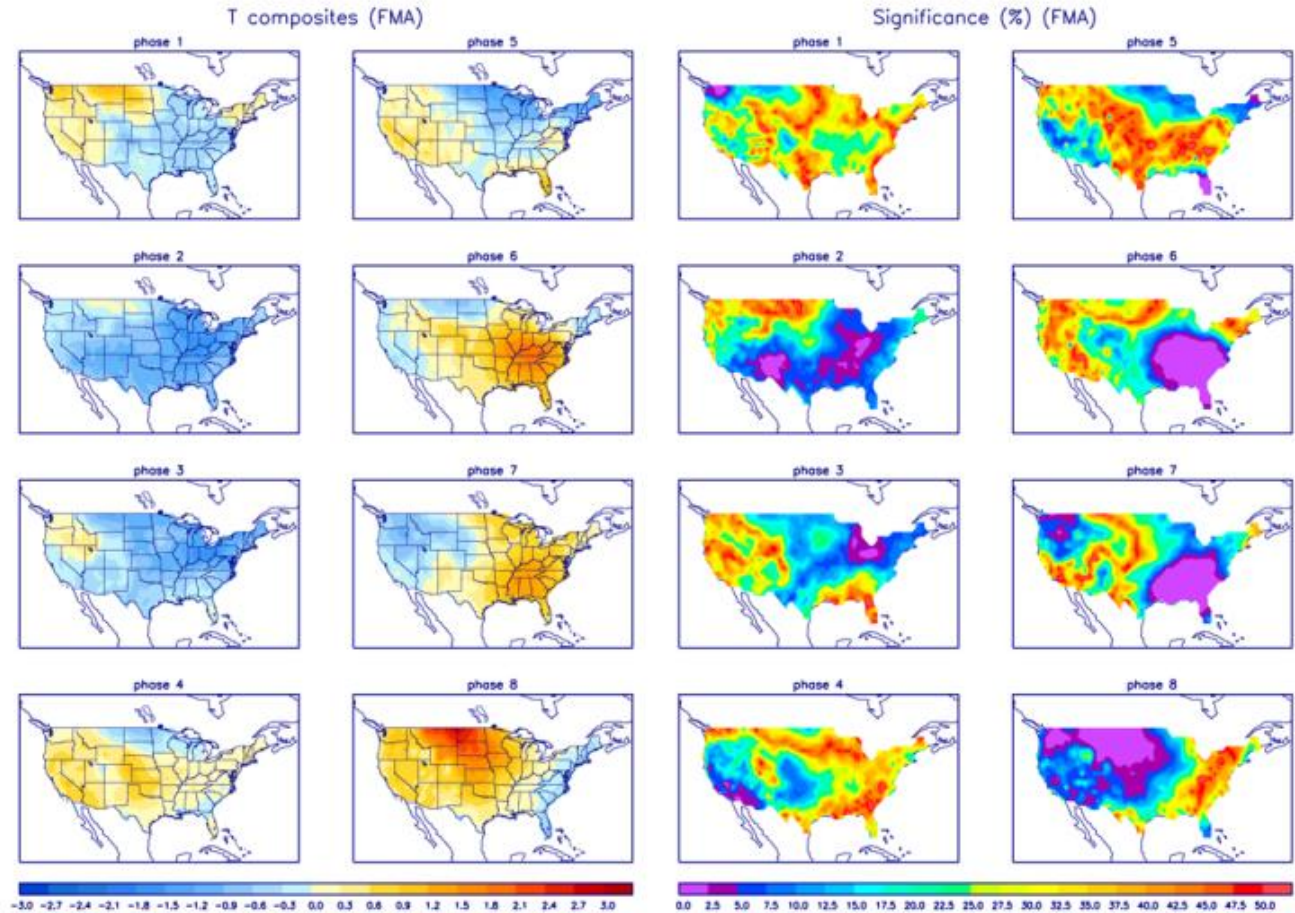 T composites (FMA) Significance (%) (FMA)
phase 1 phase 5 phase 1 phase 5
phase 2 phase 6 phase 2 phase 6
phase 3 phase 7 phase 3 phase 7
phase 4 phase 8 phase 4 phase 8
-3.0 -2.7 -2.4 -2.1 -1.8 -1.5 -1.2 -0.9 -0.6 -0.3 0.0 0.3 0.6 0.9 1.2 1.5 1.8 2.1 2.4 2.7 3.0 0.0 2.5 5.0 7.5 10.0 12.5 15.0 17.5 20.0 22.5 25.0 27.5 30.0 32.5 35.0 37.5 40.0 42.5 45.0 47.5 50.0